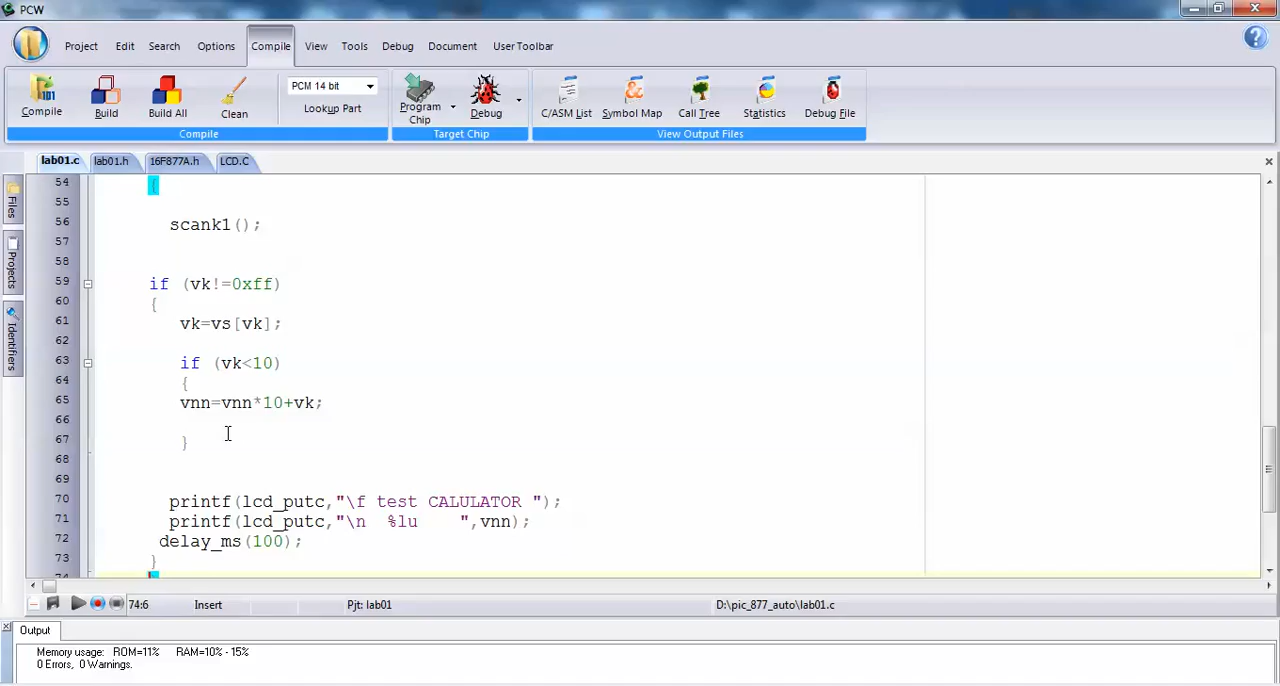 PCW
Project Edit Search Options Compile View Tools Debug Document User Toolbar
PCM 14 bit
Compile Build Build All Clean Lookup Part Program Chip Debug C/ASM List Symbol Map Call Tree Statistics Debug File
Compile Target Chip View Output Files
lab01.c lab01.h 16F877A.h LCD.C
Files
Projects
Identifiers
54 {
55
56 scank1();
57
58
59 if (vk!=0xff)
60 {
61 vk=vs[vk];
62
63 if (vk<10)
64 {
65 vnn=vnn*10+vk;
66
67 }
68
69
70 printf(lcd_putc,"\f test CALULATOR ");
71 printf(lcd_putc,"\n  %lu    ",vnn);
72 delay_ms(100);
73 }
74
74:6 Insert Pjt: lab01 D:\pic_877_auto\lab01.c
Output
Memory usage: ROM=11% RAM=10% - 15%
0 Errors, 0 Warnings.